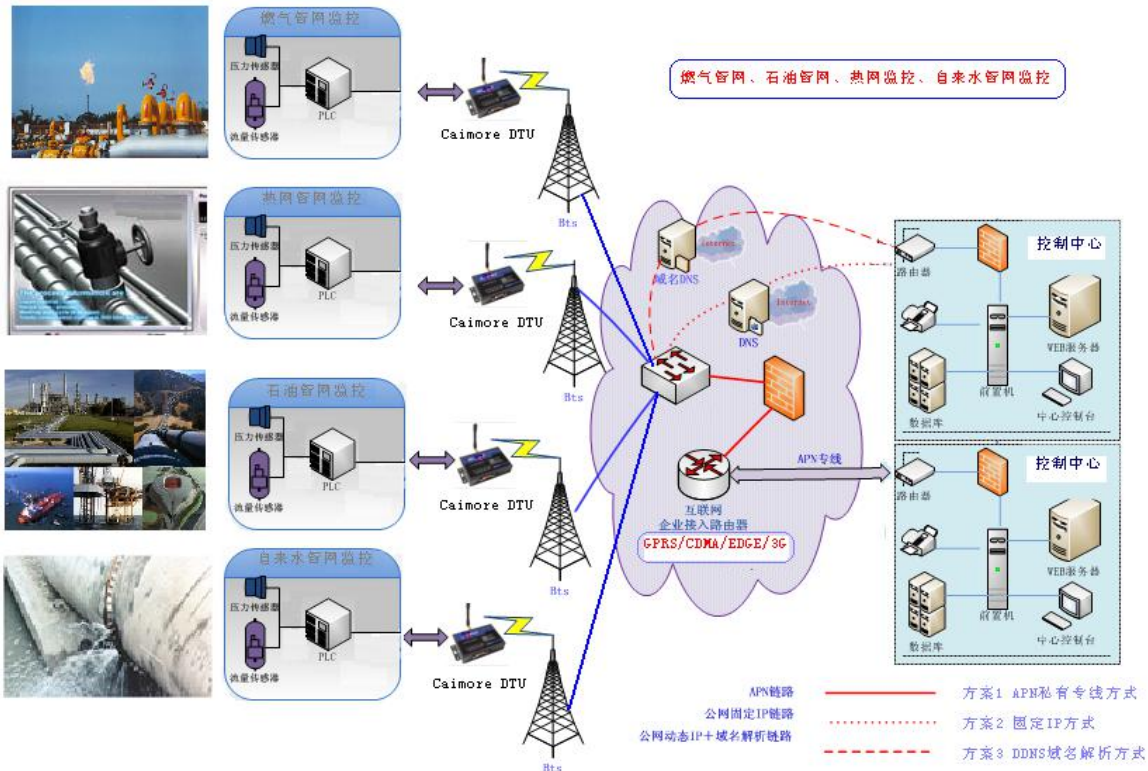 燃气管网监控
压力传感器
流量传感器
PLC
Caimore DTU
Bts
燃气管网、石油管网、热网监控、自来水管网监控
热网管网监控
压力传感器
流量传感器
PLC
Caimore DTU
Bts
石油管网监控
压力传感器
流量传感器
PLC
Caimore DTU
Bts
自来水管网监控
压力传感器
流量传感器
PLC
Caimore DTU
Bts
域名DNS
Internet
DNS
Internet
互联网
企业接入路由器
GPRS/CDMA/EDGE/3G
APN专线
控制中心
路由器
WEB服务器
前置机
数据库
中心控制台
控制中心
路由器
WEB服务器
前置机
数据库
中心控制台
APN链路
方案1 APN私有专线方式
公网固定IP链路
方案2 固定IP方式
公网动态IP+域名解析链路
方案3 DDNS域名解析方式